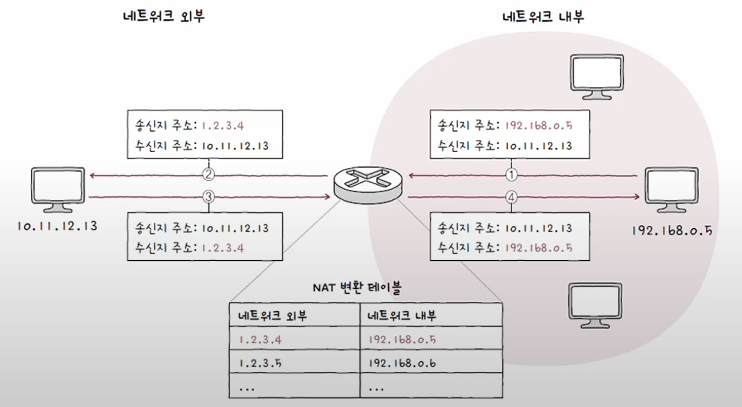 네트워크 외부
네트워크 내부
송신지 주소: 1.2.3.4
수신지 주소: 10.11.12.13
송신지 주소: 192.168.0.5
수신지 주소: 10.11.12.13
②
①
③
④
10.11.12.13
192.168.0.5
송신지 주소: 10.11.12.13
수신지 주소: 1.2.3.4
송신지 주소: 10.11.12.13
수신지 주소: 192.168.0.5
NAT 변환 테이블
네트워크 외부 네트워크 내부
1.2.3.4 192.168.0.5
1.2.3.5 192.168.0.6
... ...